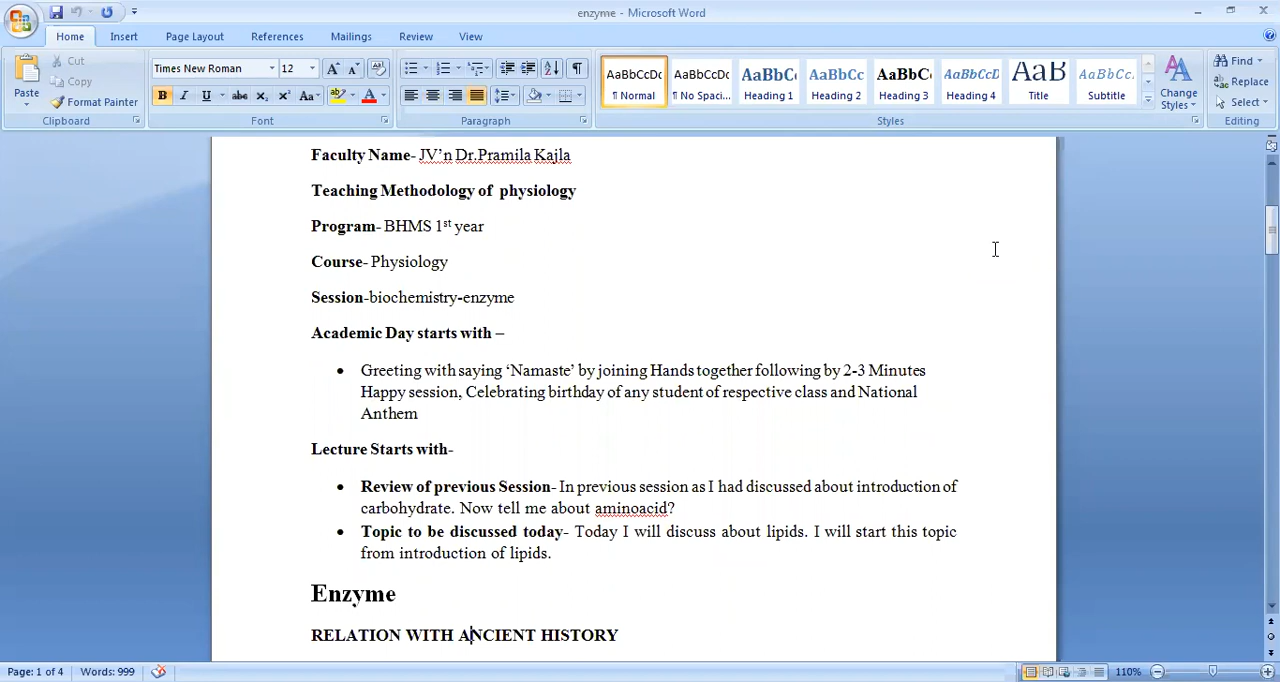 enzyme - Microsoft Word
Home Insert Page Layout References Mailings Review View
Paste
Cut
Copy
Format Painter
Clipboard
Times New Roman 12
Font
Paragraph
AaBbCcDc AaBbCcDc AaBbC( AaBbCc AaBbC( AaBbCcD AaB AaBbCc.
¶ Normal ¶ No Spaci... Heading 1 Heading 2 Heading 3 Heading 4 Title Subtitle
Change Styles
Styles
Find
Replace
Select
Editing
Faculty Name- JV’n Dr.Pramila Kajla
Teaching Methodology of physiology
Program- BHMS 1st year
Course- Physiology
Session-biochemistry-enzyme
Academic Day starts with –
• Greeting with saying ‘Namaste’ by joining Hands together following by 2-3 Minutes
Happy session, Celebrating birthday of any student of respective class and National
Anthem
Lecture Starts with-
• Review of previous Session- In previous session as I had discussed about introduction of
carbohydrate. Now tell me about aminoacid?
• Topic to be discussed today- Today I will discuss about lipids. I will start this topic
from introduction of lipids.
Enzyme
RELATION WITH ANCIENT HISTORY
Page: 1 of 4 Words: 999 110%